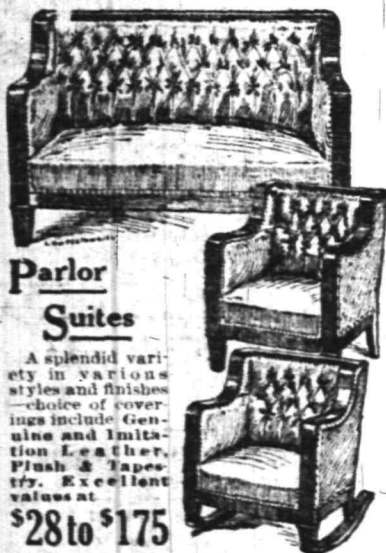 Parlor
Suites
A splendid vari-
ety in various
styles and finishes
—choice of cover-
ings include Gen-
uine and Imita-
tion Leather,
Plush & Tapes-
try. Excellent
values at
$28 to $175